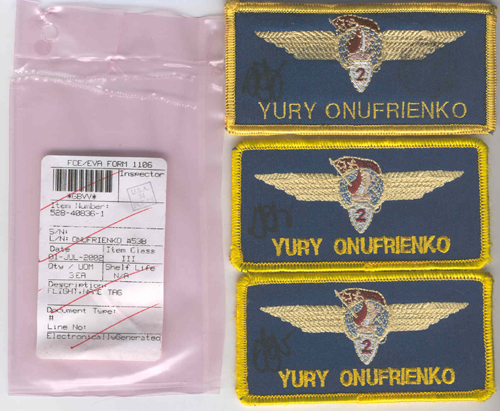 FCE/EVA FORM 1106
Inspector
*GBVV*
Item Number:
528-40836-1
S/N:
L/N: ONUFRIENKO #538
Date Item Class
01-JUL-2002 III
Qty / UOM Shelf Life
3EA N/A
Description:
FLIGHT,NAME TAG
Document Type:
#
Line No:
Electronically Generated
2
YURY ONUFRIENKO
2
YURY ONUFRIENKO
2
YURY ONUFRIENKO